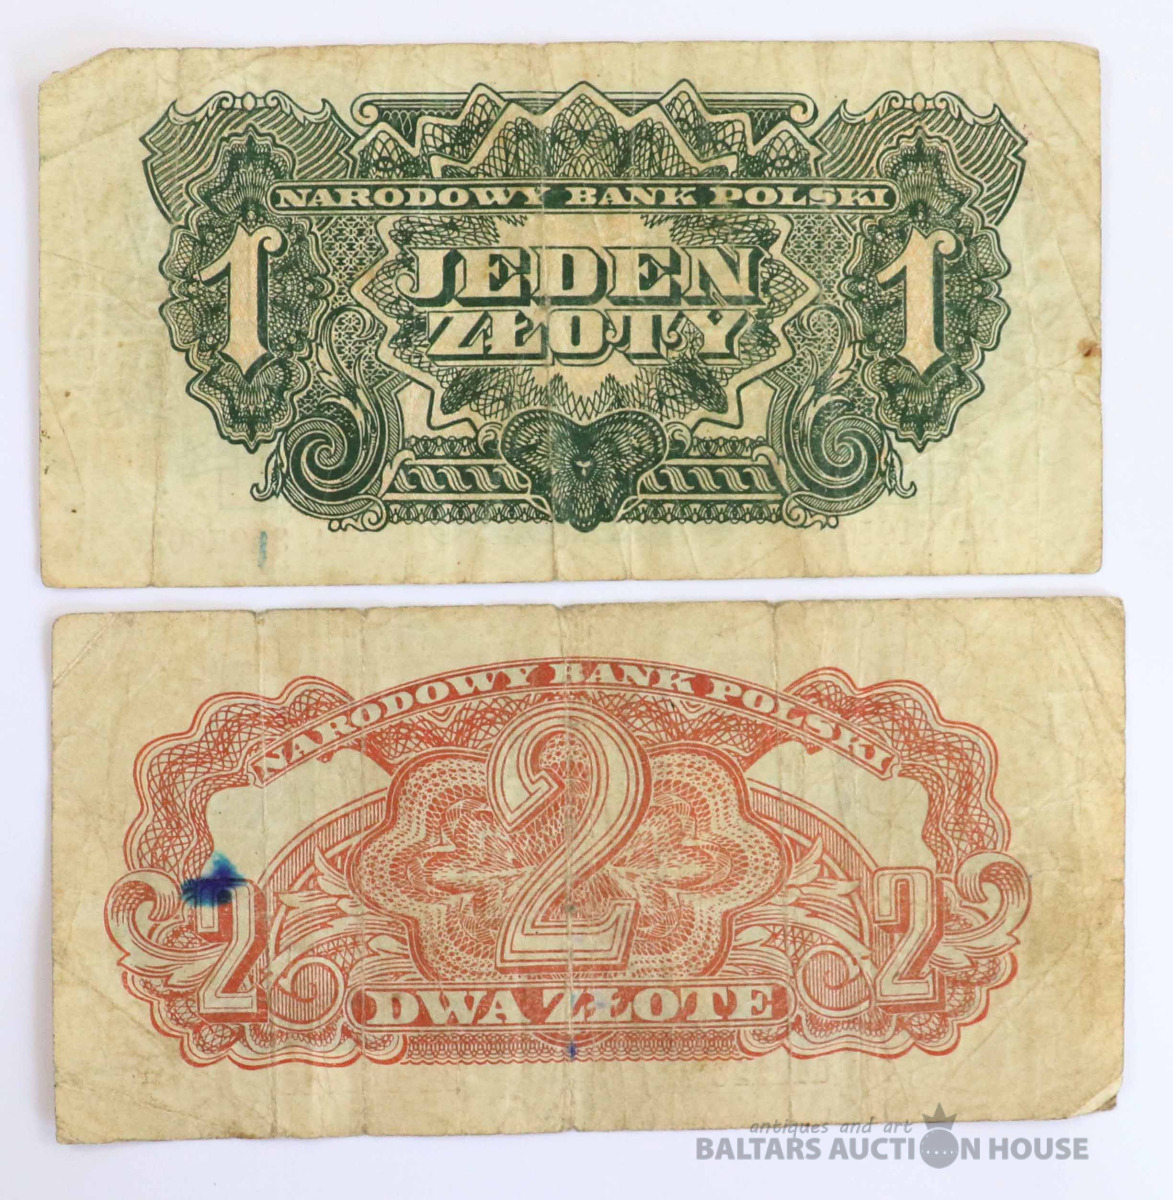 NARODOWY BANK POLSKI
1 JEDEN 1
ZŁOTY
NARODOWY BANK POLSKI
2
2 2
DWA ZŁOTE
antiques and art
BALTARS AUCTION HOUSE